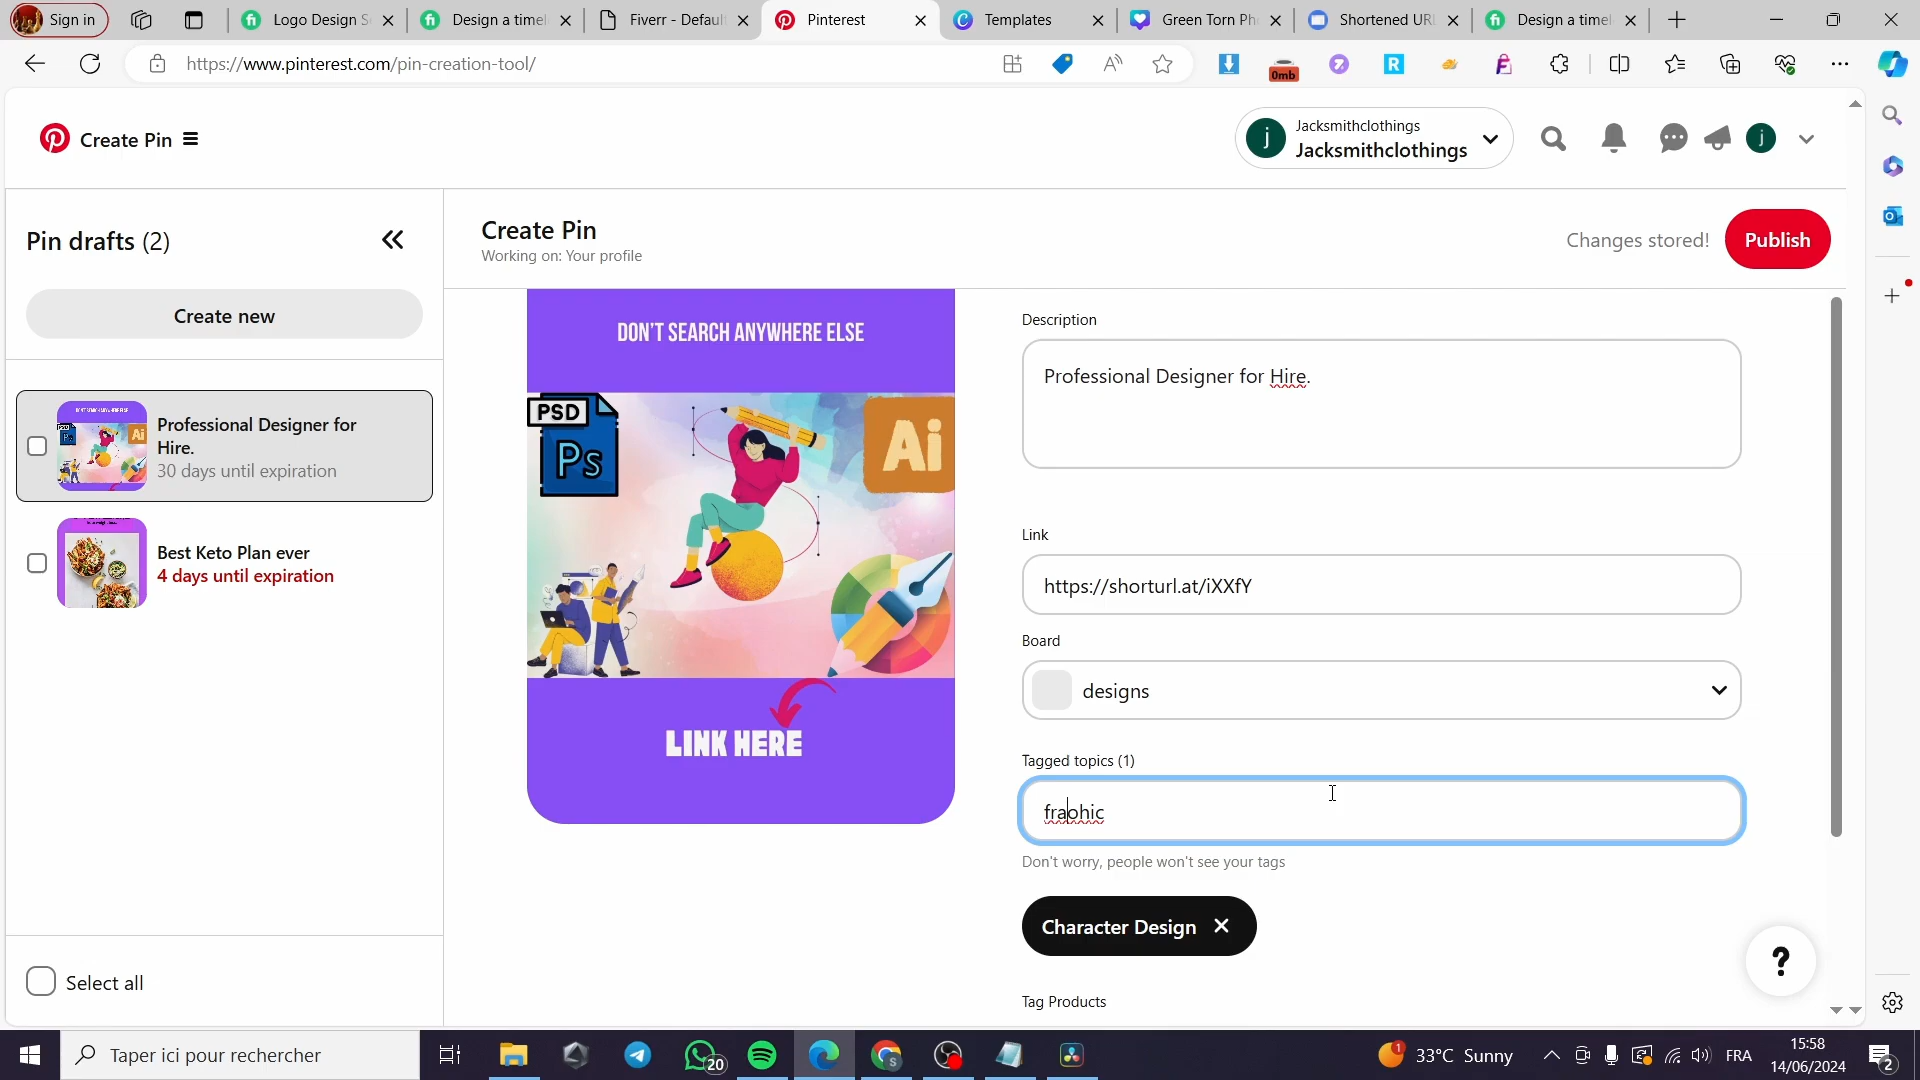 Sign in
Logo Design S
Design a timel
Fiverr - Defaul
Pinterest
Templates
Green Torn Ph
Shortened URL
Design a timel
https://www.pinterest.com/pin-creation-tool/
0mb
Create Pin
j
Jacksmithclothings
Jacksmithclothings
j
Pin drafts (2)
Create new
Professional Designer for
Hire.
30 days until expiration
Best Keto Plan ever
4 days until expiration
Select all
Create Pin
Working on: Your profile
Changes stored!
Publish
DON'T SEARCH ANYWHERE ELSE
PSD
Ps
Ai
LINK HERE
Description
Professional Designer for Hire.
Link
https://shorturl.at/iXXfY
Board
designs
Tagged topics (1)
fraohic
Don't worry, people won't see your tags
Character Design
Tag Products
?
Taper ici pour rechercher
20
1
33°C Sunny
FRA
15:58
14/06/2024
2